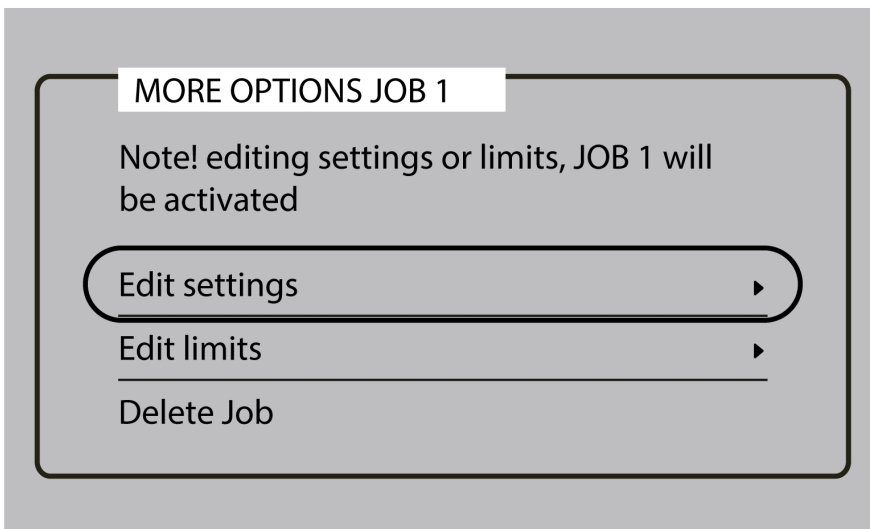 MORE OPTIONS JOB 1
Note! editing settings or limits, JOB 1 will
be activated
Edit settings
Edit limits
Delete Job